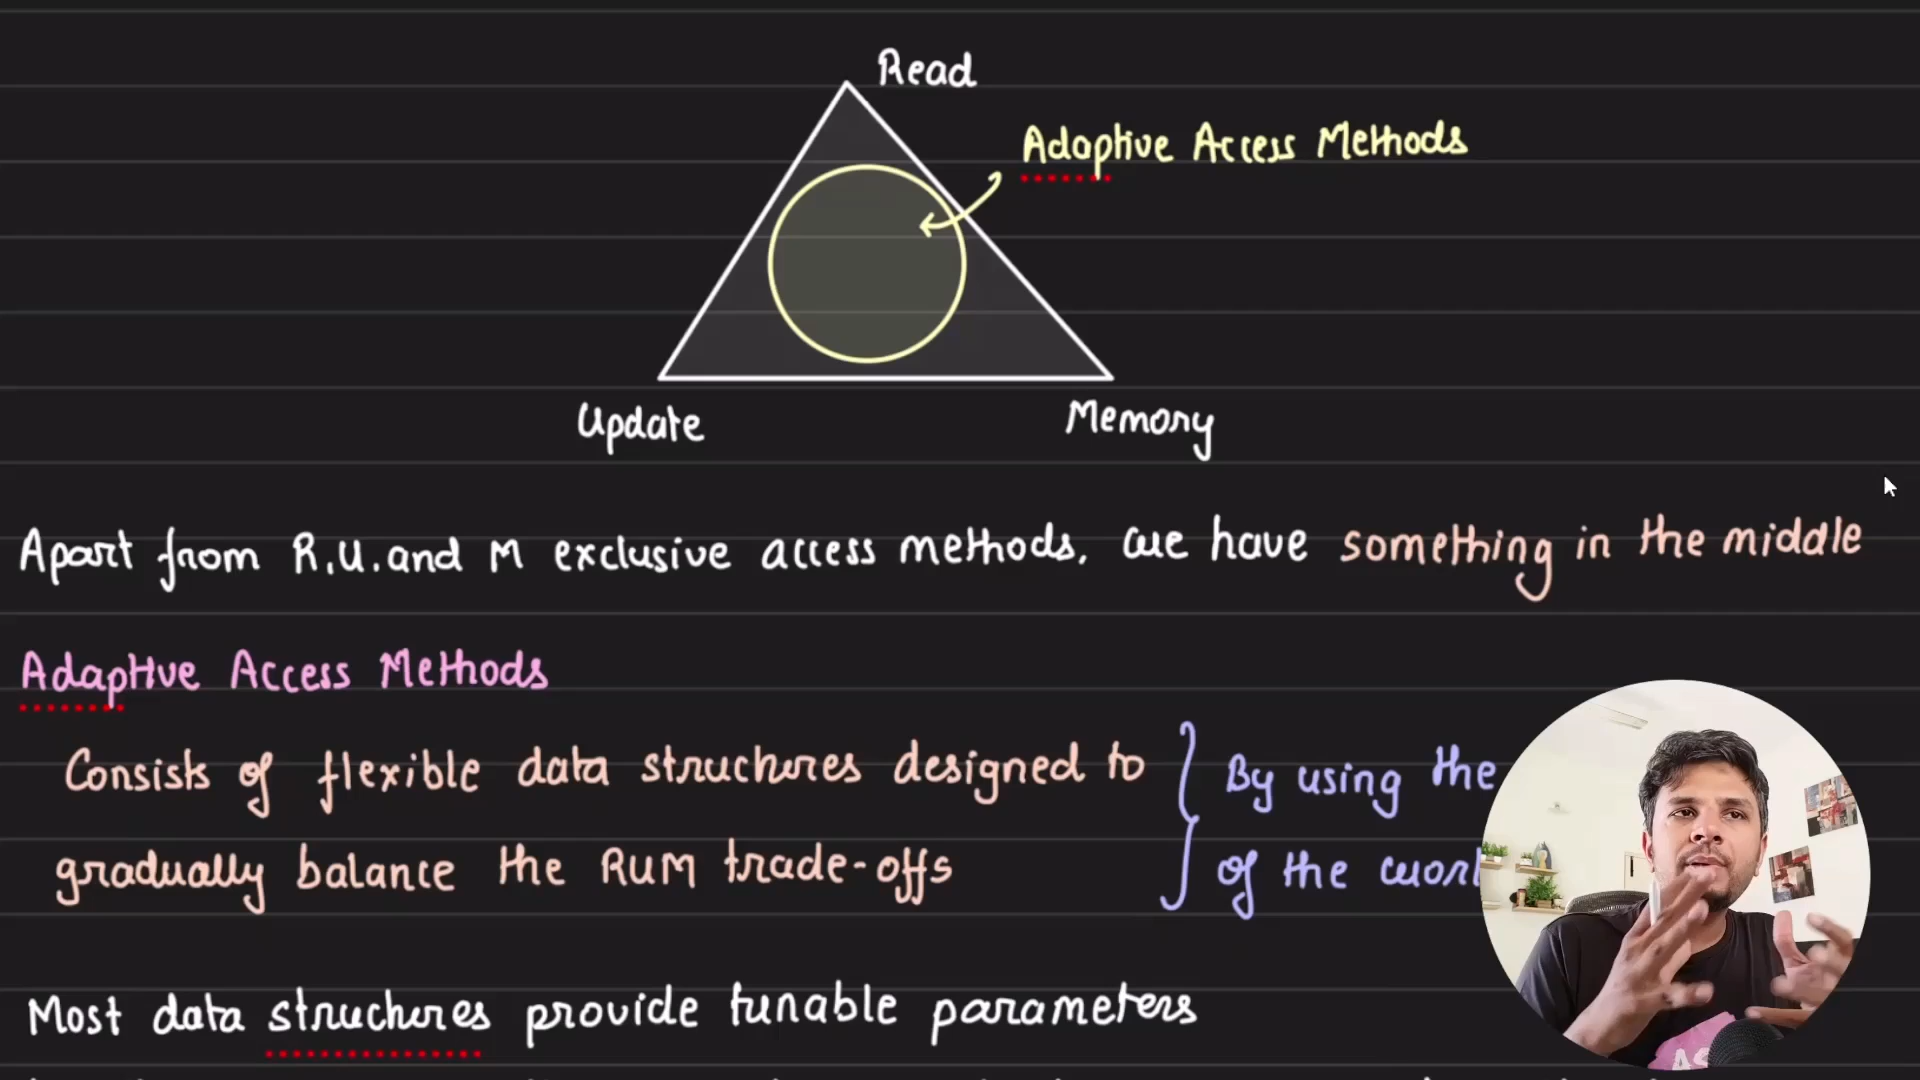 Read
Adaptive Access Methods
Update
Memory
Apart from R.U. and M exclusive access methods, we have something in the middle
Adaptive Access Methods
Consists of flexible data structures designed to
gradually balance the RUM trade-offs
By using the
of the
Most data structures provide tunable parameters
AS